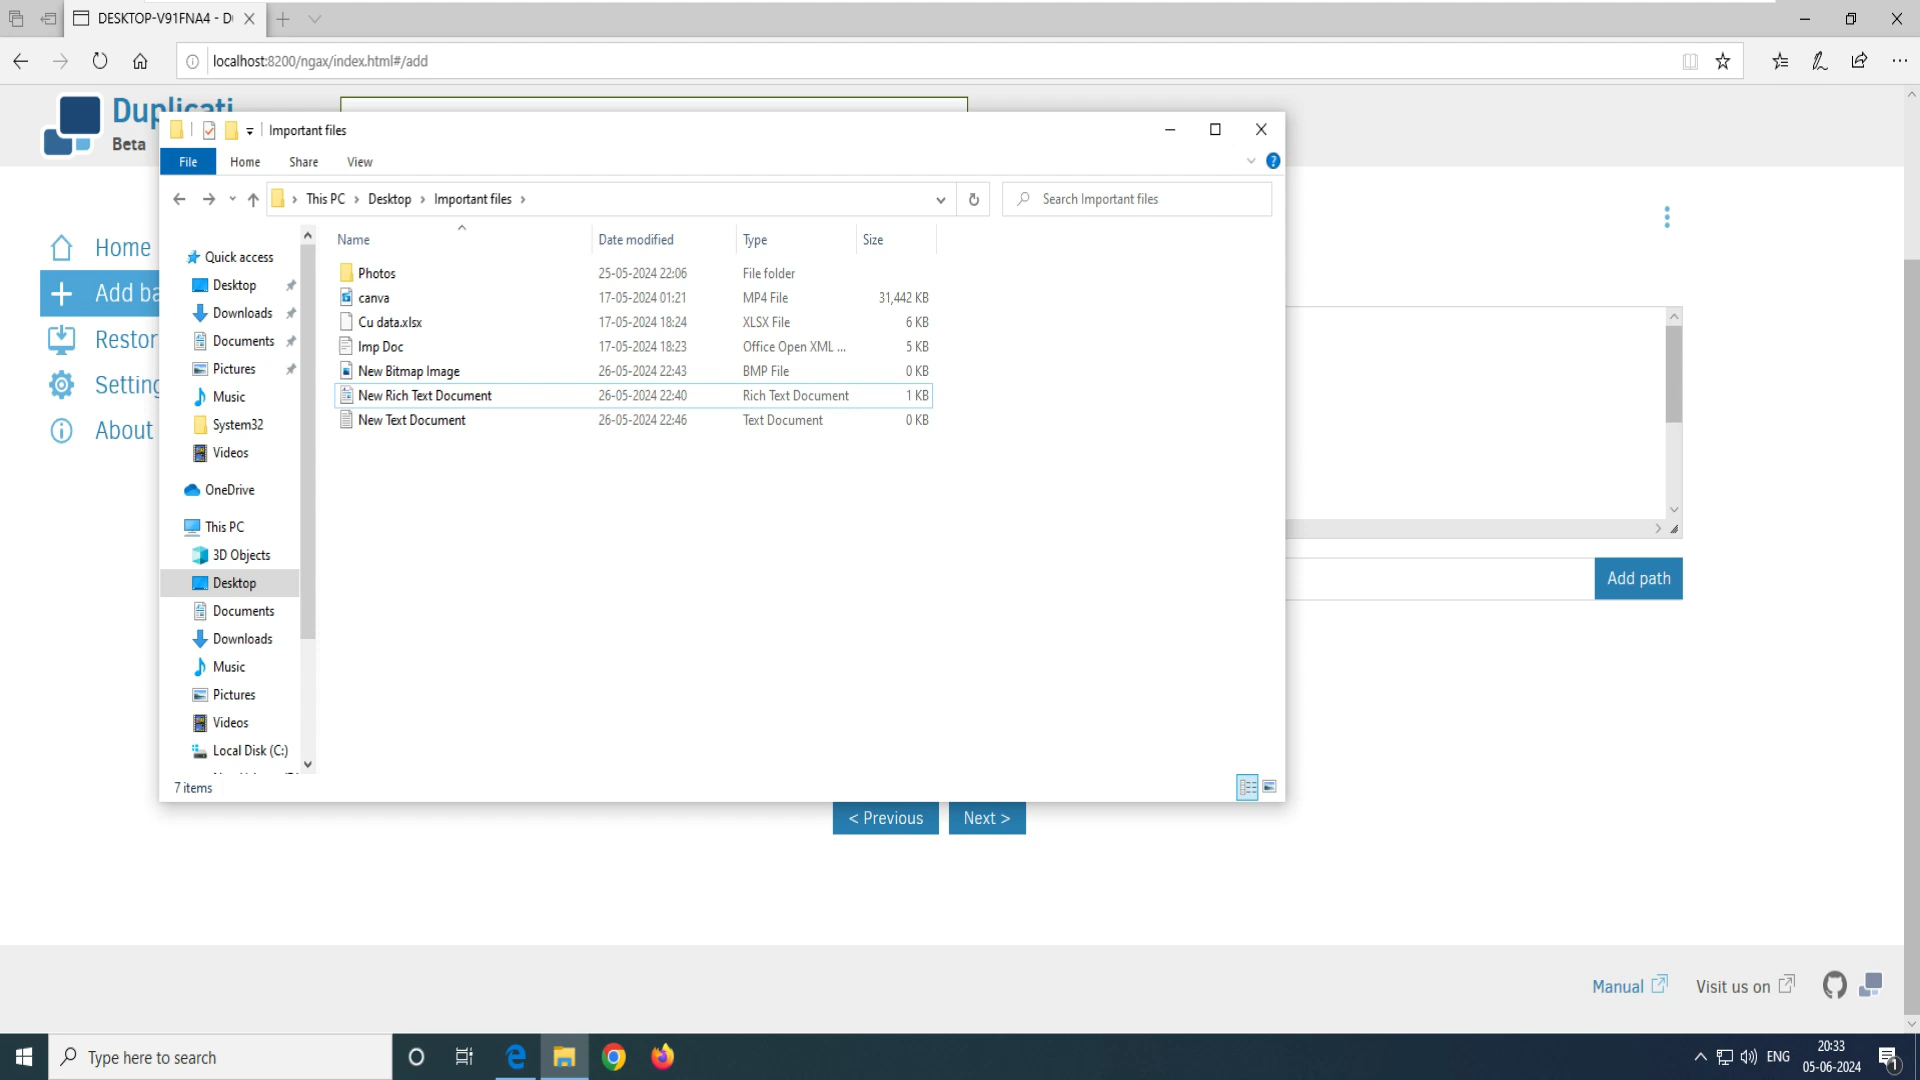 DESKTOP-V91FNA4 - D
localhost:8200/ngax/index.html#/add
Duplicati
Beta
Important files
File Home Share View
This PC > Desktop > Important files >
Search Important files
Home
Add ba
Restor
Setting
About
Quick access
Desktop
Downloads
Documents
Pictures
Music
System32
Videos
OneDrive
This PC
3D Objects
Desktop
Documents
Downloads
Music
Pictures
Videos
Local Disk (C:)
Name Date modified Type Size
Photos 25-05-2024 22:06 File folder
canva 17-05-2024 01:21 MP4 File 31,442 KB
Cu data.xlsx 17-05-2024 18:24 XLSX File 6 KB
Imp Doc 17-05-2024 18:23 Office Open XML ... 5 KB
New Bitmap Image 26-05-2024 22:43 BMP File 0 KB
New Rich Text Document 26-05-2024 22:40 Rich Text Document 1 KB
New Text Document 26-05-2024 22:46 Text Document 0 KB
7 items
Add path
< Previous Next >
Manual Visit us on
Type here to search
ENG
20:33
05-06-2024
1